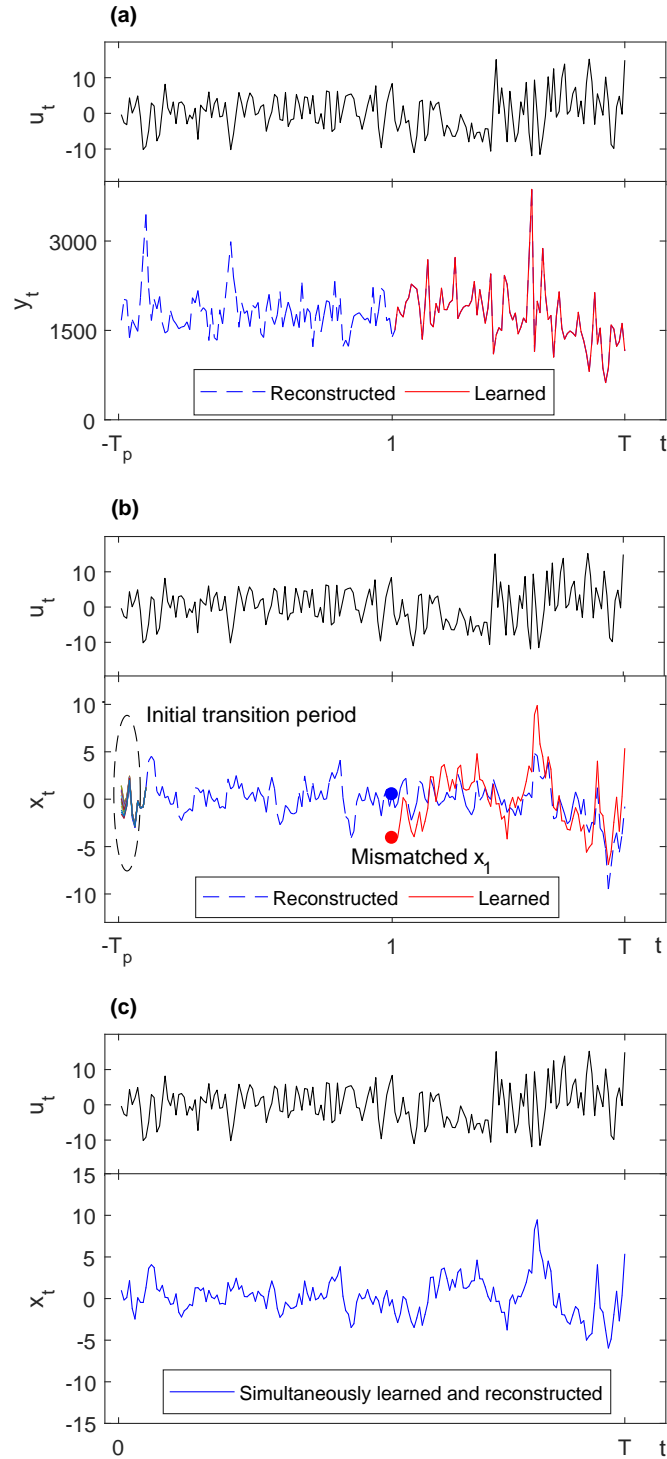 (a)
10
0
-10
u_t
3000
1500
0
y_t
Reconstructed Learned
-T_p 1 T t
(b)
10
0
-10
u_t
10
5
0
-5
-10
x_t
Initial transition period
Mismatched x_1
Reconstructed Learned
-T_p 1 T t
(c)
10
0
-10
u_t
15
10
5
0
-5
-10
-15
x_t
Simultaneously learned and reconstructed
0 T t